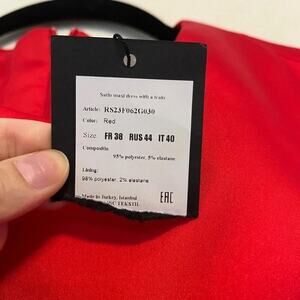 Satin maxi dress with a train
Article: RS23F062G030
Color: Red
Size: FR 38 RUS 44 IT 40
Composition
95% polyester, 5% elastane
Lining:
98% polyester, 2% elastane
Made in Turkey, Istanbul
TEKSTIL
EAC